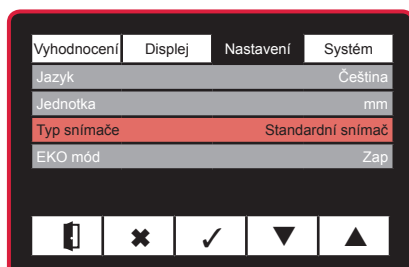 Vyhodnocení Displej Nastavení Systém
Jazyk Čeština
Jednotka mm
Typ snímače Standardní snímač
EKO mód Zap